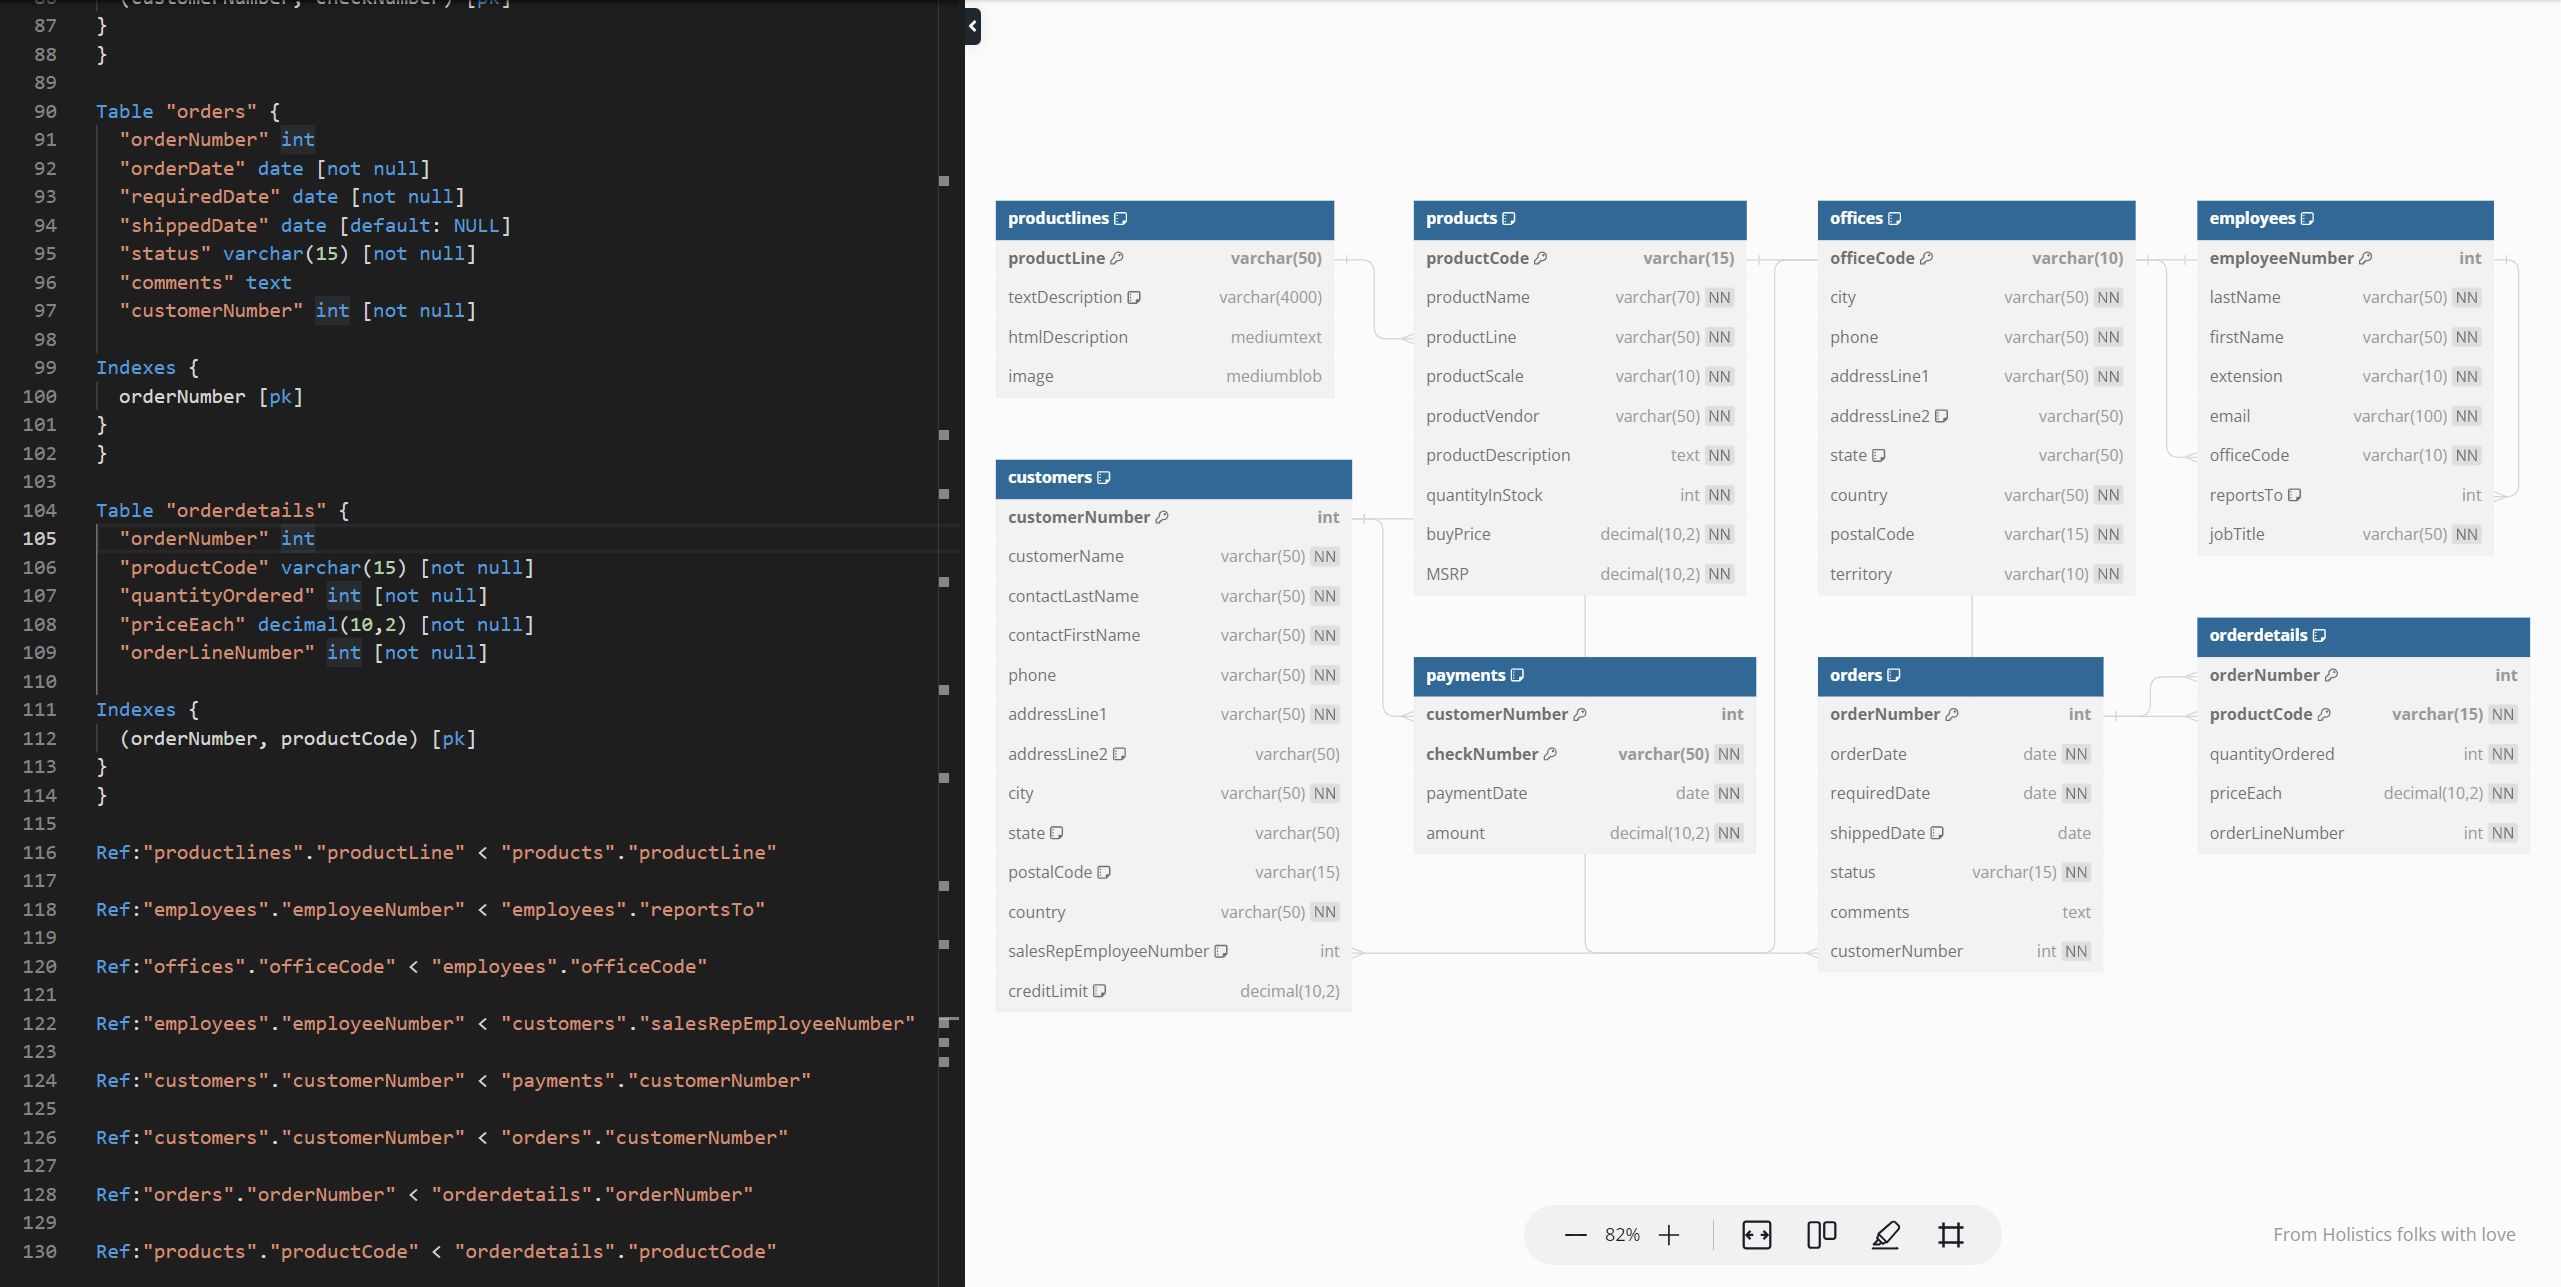 86 (customerNumber, checkNumber) [pk]
87 }
88 }
89
90 Table "orders" {
91 "orderNumber" int
92 "orderDate" date [not null]
93 "requiredDate" date [not null]
94 "shippedDate" date [default: NULL]
95 "status" varchar(15) [not null]
96 "comments" text
97 "customerNumber" int [not null]
98
99 Indexes {
100 orderNumber [pk]
101 }
102 }
103
104 Table "orderdetails" {
105 "orderNumber" int
106 "productCode" varchar(15) [not null]
107 "quantityOrdered" int [not null]
108 "priceEach" decimal(10,2) [not null]
109 "orderLineNumber" int [not null]
110
111 Indexes {
112 (orderNumber, productCode) [pk]
113 }
114 }
115
116 Ref:"productlines"."productLine" < "products"."productLine"
117
118 Ref:"employees"."employeeNumber" < "employees"."reportsTo"
119
120 Ref:"offices"."officeCode" < "employees"."officeCode"
121
122 Ref:"employees"."employeeNumber" < "customers"."salesRepEmployeeNumber"
123
124 Ref:"customers"."customerNumber" < "payments"."customerNumber"
125
126 Ref:"customers"."customerNumber" < "orders"."customerNumber"
127
128 Ref:"orders"."orderNumber" < "orderdetails"."orderNumber"
129
130 Ref:"products"."productCode" < "orderdetails"."productCode"
productlines
productLine varchar(50)
textDescription varchar(4000)
htmlDescription mediumtext
image mediumblob
customers
customerNumber int
customerName varchar(50) NN
contactLastName varchar(50) NN
contactFirstName varchar(50) NN
phone varchar(50) NN
addressLine1 varchar(50) NN
addressLine2 varchar(50)
city varchar(50) NN
state varchar(50)
postalCode varchar(15)
country varchar(50) NN
salesRepEmployeeNumber int
creditLimit decimal(10,2)
products
productCode varchar(15)
productName varchar(70) NN
productLine varchar(50) NN
productScale varchar(10) NN
productVendor varchar(50) NN
productDescription text NN
quantityInStock int NN
buyPrice decimal(10,2) NN
MSRP decimal(10,2) NN
payments
customerNumber int
checkNumber varchar(50) NN
paymentDate date NN
amount decimal(10,2) NN
offices
officeCode varchar(10)
city varchar(50) NN
phone varchar(50) NN
addressLine1 varchar(50) NN
addressLine2 varchar(50)
state varchar(50)
country varchar(50) NN
postalCode varchar(15) NN
territory varchar(10) NN
orders
orderNumber int
orderDate date NN
requiredDate date NN
shippedDate date
status varchar(15) NN
comments text
customerNumber int NN
employees
employeeNumber int
lastName varchar(50) NN
firstName varchar(50) NN
extension varchar(10) NN
email varchar(100) NN
officeCode varchar(10) NN
reportsTo int
jobTitle varchar(50) NN
orderdetails
orderNumber int
productCode varchar(15) NN
quantityOrdered int NN
priceEach decimal(10,2) NN
orderLineNumber int NN
82%
From Holistics folks with love